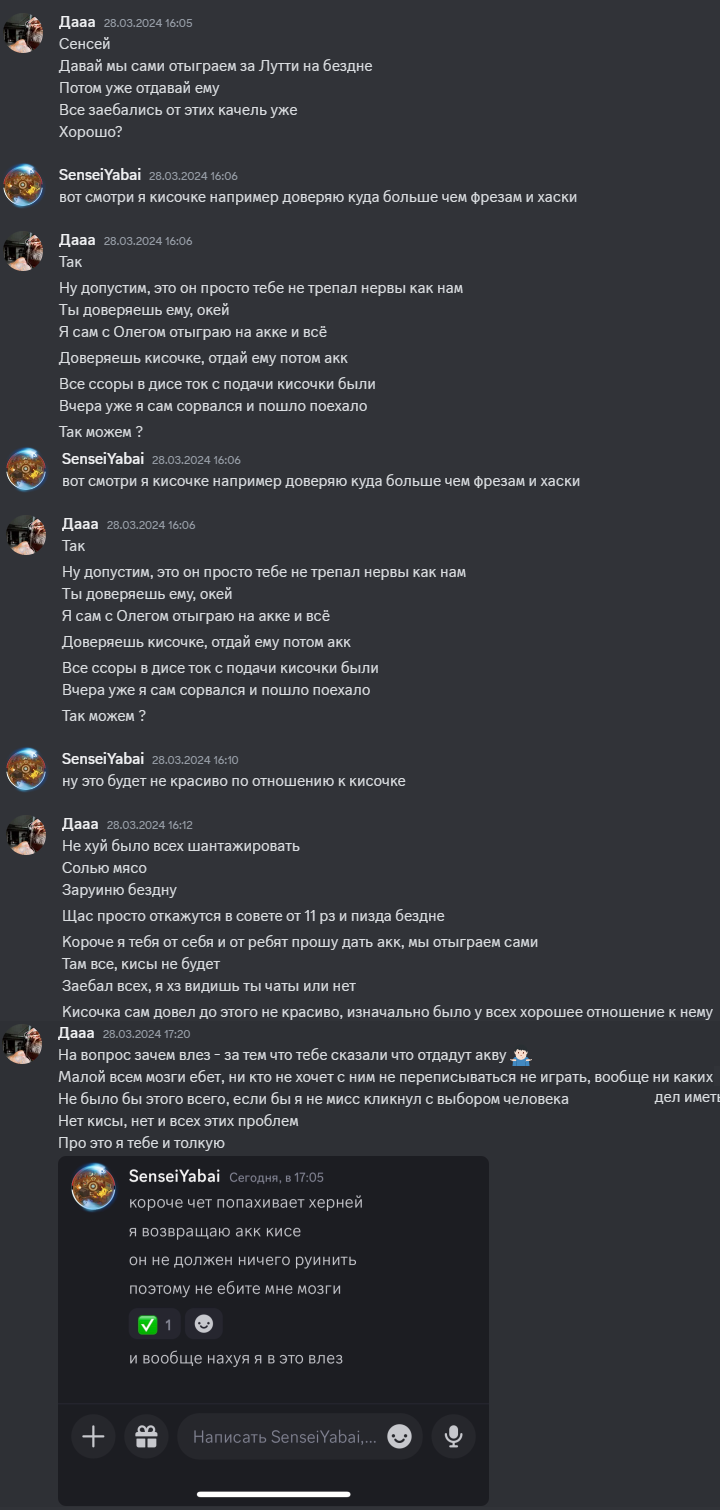 Дааа 28.03.2024 16:05
Сенсей
Давай мы сами отыграем за Лутти на бездне
Потом уже отдавай ему
Все заебались от этих качель уже
Хорошо?
SenseiYabai 28.03.2024 16:06
вот смотри я кисочке например доверяю куда больше чем фрезам и хаски
Дааа 28.03.2024 16:06
Так
Ну допустим, это он просто тебе не трепал нервы как нам
Ты доверяешь ему, окей
Я сам с Олегом отыграю на акке и всё
Доверяешь кисочке, отдай ему потом акк
Все ссоры в дисе ток с подачи кисочки были
Вчера уже я сам сорвался и пошло поехало
Так можем ?
SenseiYabai 28.03.2024 16:06
вот смотри я кисочке например доверяю куда больше чем фрезам и хаски
Дааа 28.03.2024 16:06
Так
Ну допустим, это он просто тебе не трепал нервы как нам
Ты доверяешь ему, окей
Я сам с Олегом отыграю на акке и всё
Доверяешь кисочке, отдай ему потом акк
Все ссоры в дисе ток с подачи кисочки были
Вчера уже я сам сорвался и пошло поехало
Так можем ?
SenseiYabai 28.03.2024 16:10
ну это будет не красиво по отношению к кисочке
Дааа 28.03.2024 16:12
Не хуй было всех шантажировать
Солью мясо
Заруиню бездну
Щас просто откажутся в совете от 11 рз и пизда бездне
Короче я тебя от себя и от ребят прошу дать акк, мы отыграем сами
Там все, кисы не будет
Заебал всех, я хз видишь ты чаты или нет
Кисочка сам довел до этого не красиво, изначально было у всех хорошее отношение к нему
Дааа 28.03.2024 17:20
На вопрос зачем влез - за тем что тебе сказали что отдадут акву 🤷🏻‍♂️
Малой всем мозги ебет, ни кто не хочет с ним не переписываться не играть, вообще ни каких
дел иметь
Не было бы этого всего, если бы я не мисс кликнул с выбором человека
Нет кисы, нет и всех этих проблем
Про это я тебе и толкую
SenseiYabai Сегодня, в 17:05
короче чет попахивает херней
я возвращаю акк кисе
он не должен ничего руинить
поэтому не ебите мне мозги
✅ 1
и вообще нахуя я в это влез
Написать SenseiYabai,...